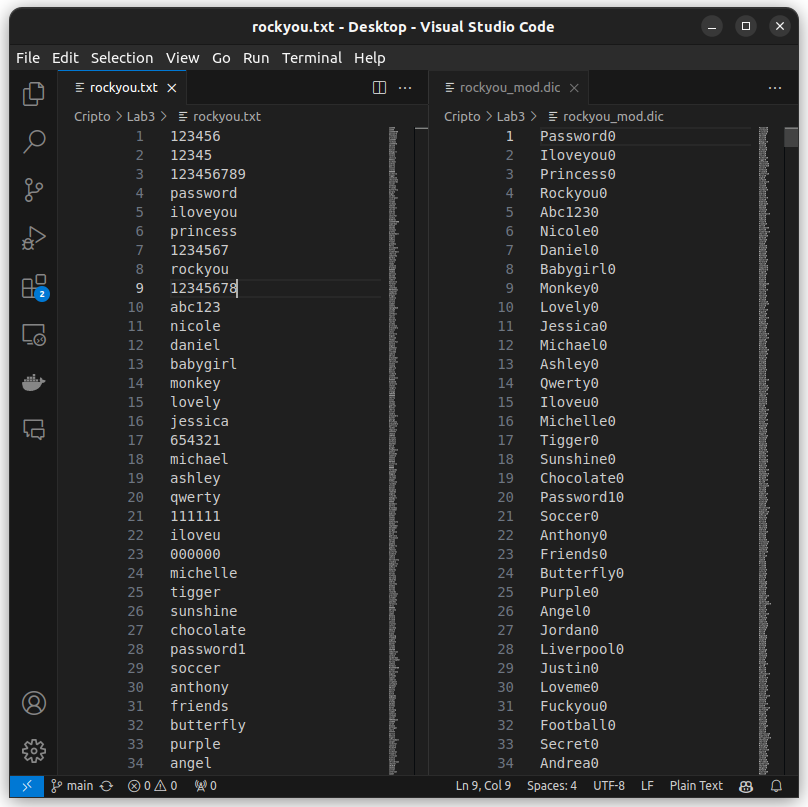 rockyou.txt - Desktop - Visual Studio Code
File Edit Selection View Go Run Terminal Help
rockyou.txt
Cripto > Lab3 > rockyou.txt
1 123456
2 12345
3 123456789
4 password
5 iloveyou
6 princess
7 1234567
8 rockyou
9 12345678
10 abc123
11 nicole
12 daniel
13 babygirl
14 monkey
15 lovely
16 jessica
17 654321
18 michael
19 ashley
20 qwerty
21 111111
22 iloveu
23 000000
24 michelle
25 tigger
26 sunshine
27 chocolate
28 password1
29 soccer
30 anthony
31 friends
32 butterfly
33 purple
34 angel
rockyou_mod.dic
Cripto > Lab3 > rockyou_mod.dic
1 Password0
2 Iloveyou0
3 Princess0
4 Rockyou0
5 Abc1230
6 Nicole0
7 Daniel0
8 Babygirl0
9 Monkey0
10 Lovely0
11 Jessica0
12 Michael0
13 Ashley0
14 Qwerty0
15 Iloveu0
16 Michelle0
17 Tigger0
18 Sunshine0
19 Chocolate0
20 Password10
21 Soccer0
22 Anthony0
23 Friends0
24 Butterfly0
25 Purple0
26 Angel0
27 Jordan0
28 Liverpool0
29 Justin0
30 Loveme0
31 Fuckyou0
32 Football0
33 Secret0
34 Andrea0
2
main 0 0 0 Ln 9, Col 9 Spaces: 4 UTF-8 LF Plain Text